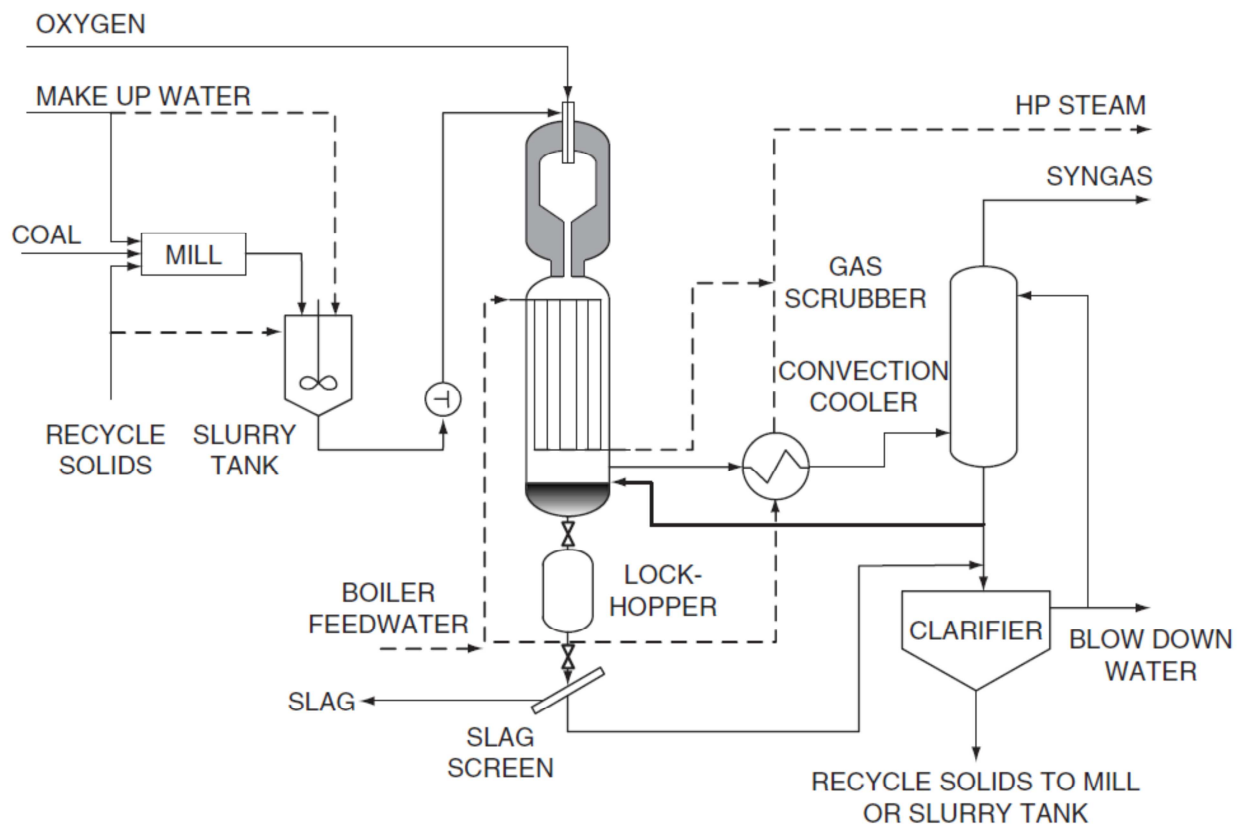 OXYGEN
MAKE UP WATER
HP STEAM
SYNGAS
COAL
MILL
GAS
SCRUBBER
CONVECTION
COOLER
RECYCLE
SOLIDS
SLURRY
TANK
T
LOCK-
HOPPER
BOILER
FEEDWATER
CLARIFIER
BLOW DOWN
WATER
SLAG
SLAG
SCREEN
RECYCLE SOLIDS TO MILL
OR SLURRY TANK